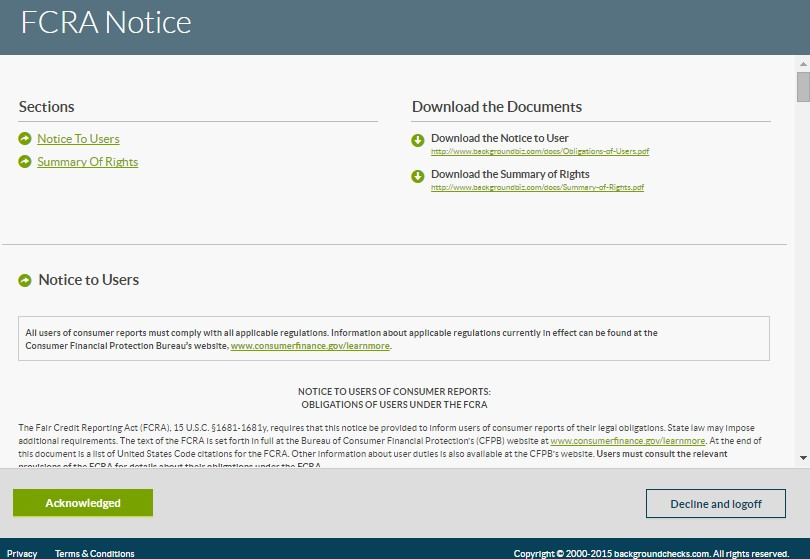 FCRA Notice
Sections
Notice To Users
Summary Of Rights
Download the Documents
Download the Notice to User
http://www.backgroundbiz.com/docs/Obligations-of-Users.pdf
Download the Summary of Rights
http://www.backgroundbiz.com/docs/Summary-of-Rights.pdf
Notice to Users
All users of consumer reports must comply with all applicable regulations. Information about applicable regulations currently in effect can be found at the
Consumer Financial Protection Bureau's website, www.consumerfinance.gov/learnmore.
NOTICE TO USERS OF CONSUMER REPORTS:
OBLIGATIONS OF USERS UNDER THE FCRA
The Fair Credit Reporting Act (FCRA), 15 U.S.C. §1681-1681y, requires that this notice be provided to inform users of consumer reports of their legal obligations. State law may impose
additional requirements. The text of the FCRA is set forth in full at the Bureau of Consumer Financial Protection's (CFPB) website at www.consumerfinance.gov/learnmore. At the end of
this document is a list of United States Code citations for the FCRA. Other information about user duties is also available at the CFPB's website. Users must consult the relevant
provisions of the FCRA for details about their obligations under the FCRA.
Acknowledged
Decline and logoff
Privacy
Terms & Conditions
Copyright © 2000-2015 backgroundchecks.com. All rights reserved.